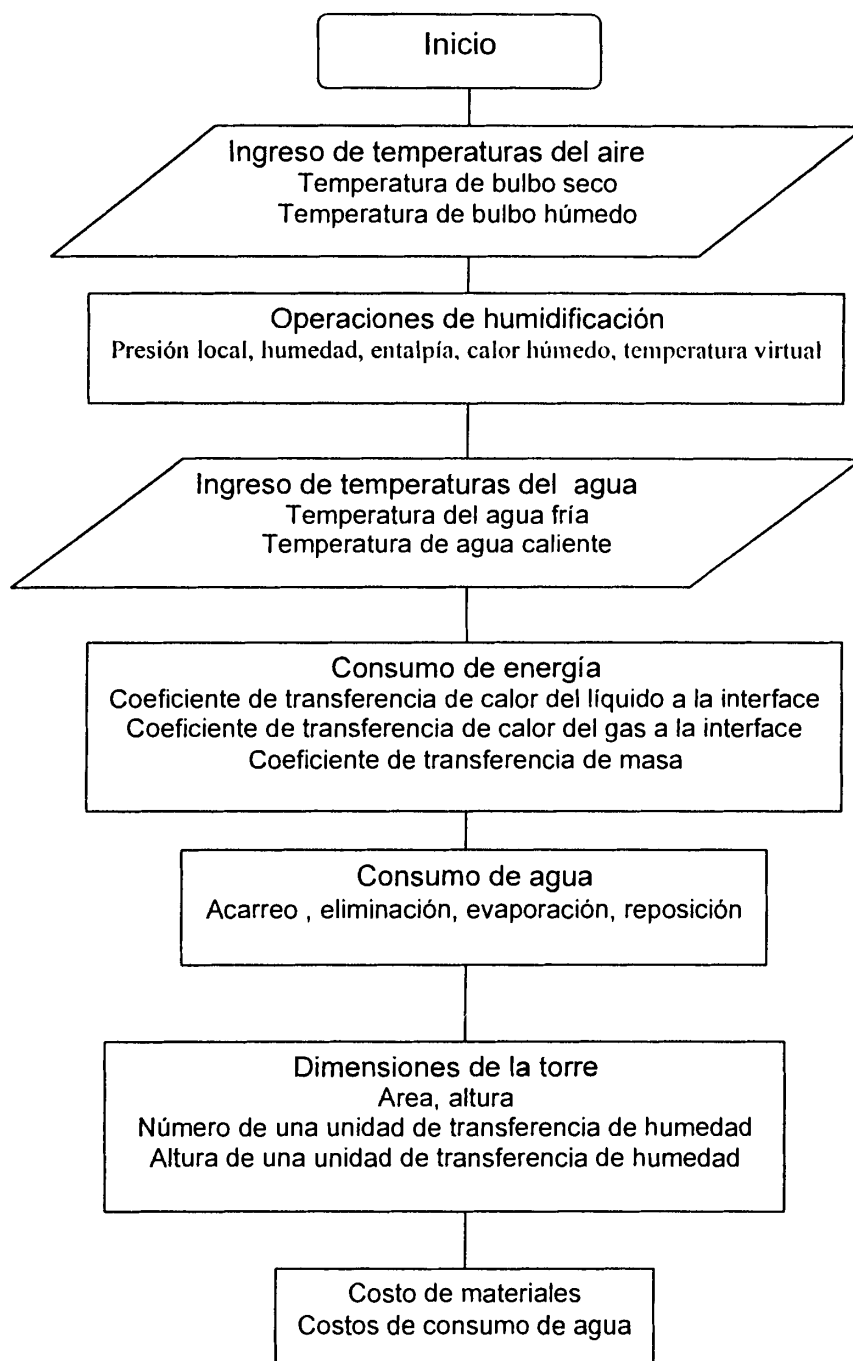 Inicio
Ingreso de temperaturas del aire
Temperatura de bulbo seco
Temperatura de bulbo húmedo
Operaciones de humidificación
Presión local, humedad, entalpía, calor húmedo, temperatura virtual
Ingreso de temperaturas del agua
Temperatura del agua fría
Temperatura de agua caliente
Consumo de energía
Coeficiente de transferencia de calor del líquido a la interface
Coeficiente de transferencia de calor del gas a la interface
Coeficiente de transferencia de masa
Consumo de agua
Acarreo , eliminación, evaporación, reposición
Dimensiones de la torre
Area, altura
Número de una unidad de transferencia de humedad
Altura de una unidad de transferencia de humedad
Costo de materiales
Costos de consumo de agua